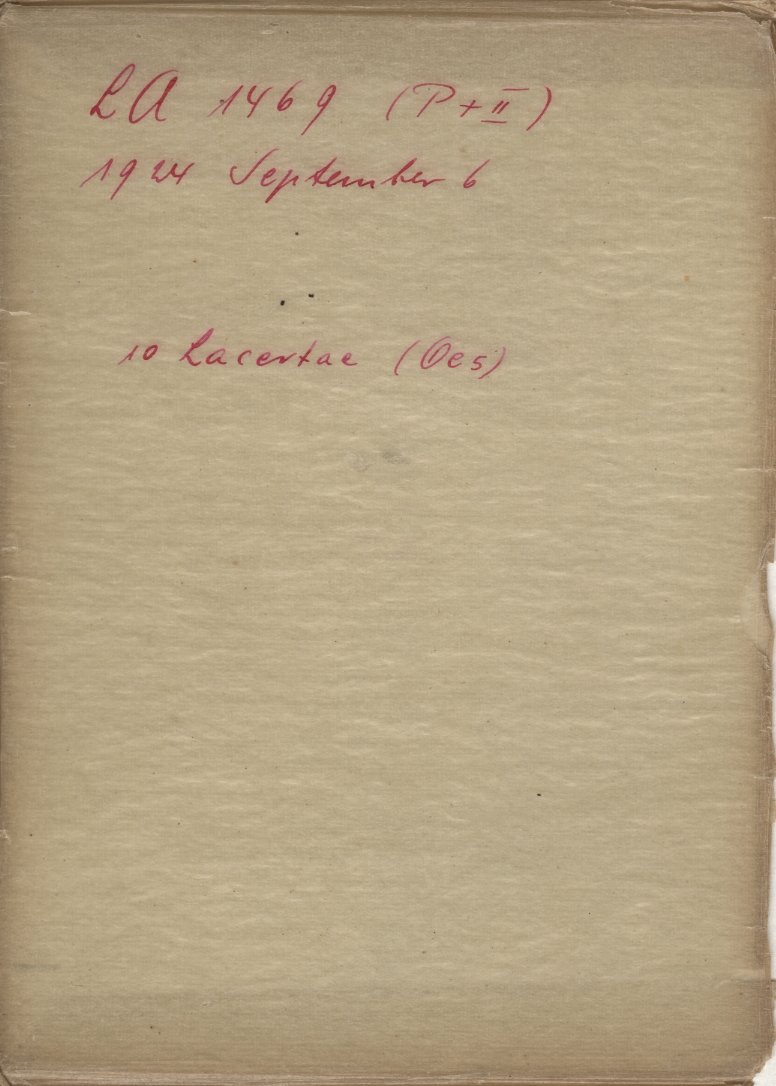 LA 1469 (P+II)
1924 September 6
10 Lacertae (Oe5)